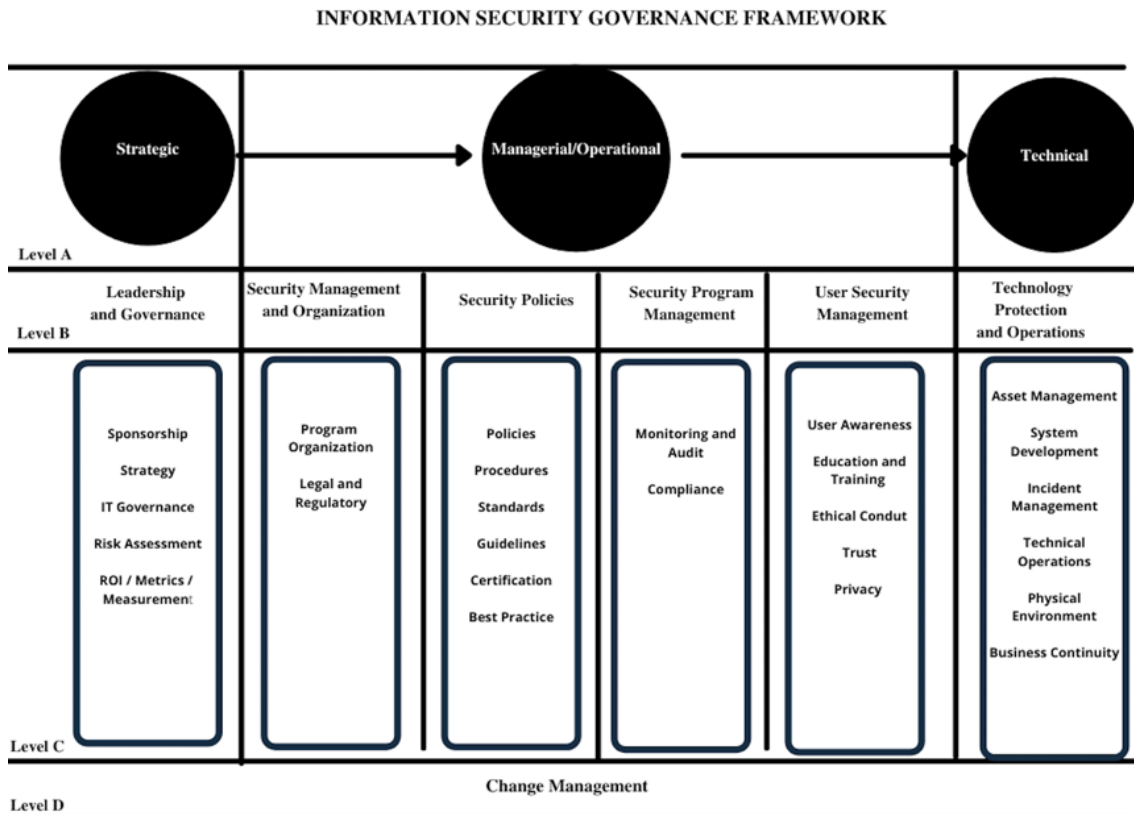 INFORMATION SECURITY GOVERNANCE FRAMEWORK
Strategic
Managerial/Operational
Technical
Level A
Leadership
and Governance
Security Management
and Organization
Security Policies
Security Program
Management
User Security
Management
Technology
Protection
and Operations
Level B
Sponsorship
Strategy
IT Governance
Risk Assessment
ROI / Metrics /
Measurement
Program
Organization
Legal and
Regulatory
Policies
Procedures
Standards
Guidelines
Certification
Best Practice
Monitoring and
Audit
Compliance
User Awareness
Education and
Training
Ethical Condut
Trust
Privacy
Asset Management
System
Development
Incident
Management
Technical
Operations
Physical
Environment
Business Continuity
Level C
Change Management
Level D